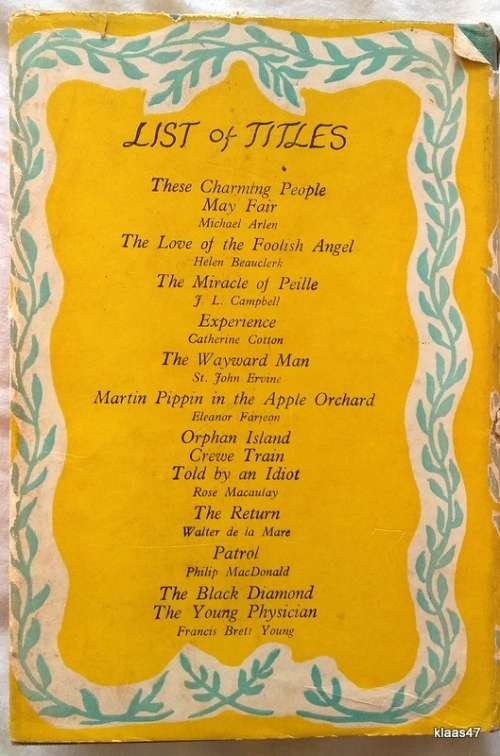 LIST of TITLES
These Charming People
May Fair
Michael Arlen
The Love of the Foolish Angel
Helen Beauclerk
The Miracle of Peille
J. L. Campbell
Experience
Catherine Cotton
The Wayward Man
St. John Ervine
Martin Pippin in the Apple Orchard
Eleanor Farjeon
Orphan Island
Crewe Train
Told by an Idiot
Rose Macaulay
The Return
Walter de la Mare
Patrol
Philip MacDonald
The Black Diamond
The Young Physician
Francis Brett Young
klaas47